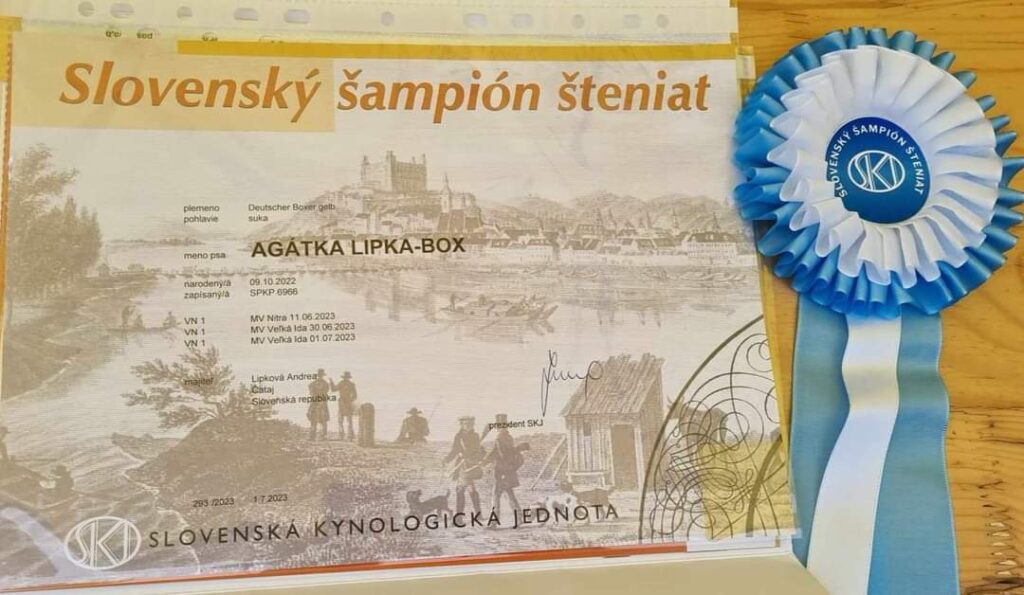 Slovenský šampión šteniat
plemeno Deutscher Boxer,gelb
pohlavie suka
meno psa AGÁTKA LIPKA-BOX
narodený/á 09.10.2022
zapísaný/á SPKP 6966
VN 1 MV Nitra 11.06.2023
VN 1 MV Veľká Ida 30.06.2023
VN 1 MV Veľká Ida 01.07.2023
majiteľ Lipková Andrea
Čataj
Slovenská republika
prezident SKJ
293 /2023 1.7.2023
SKJ SLOVENSKÁ KYNOLOGICKÁ JEDNOTA
SLOVENSKÝ ŠAMPIÓN ŠTENIAT
SKJ